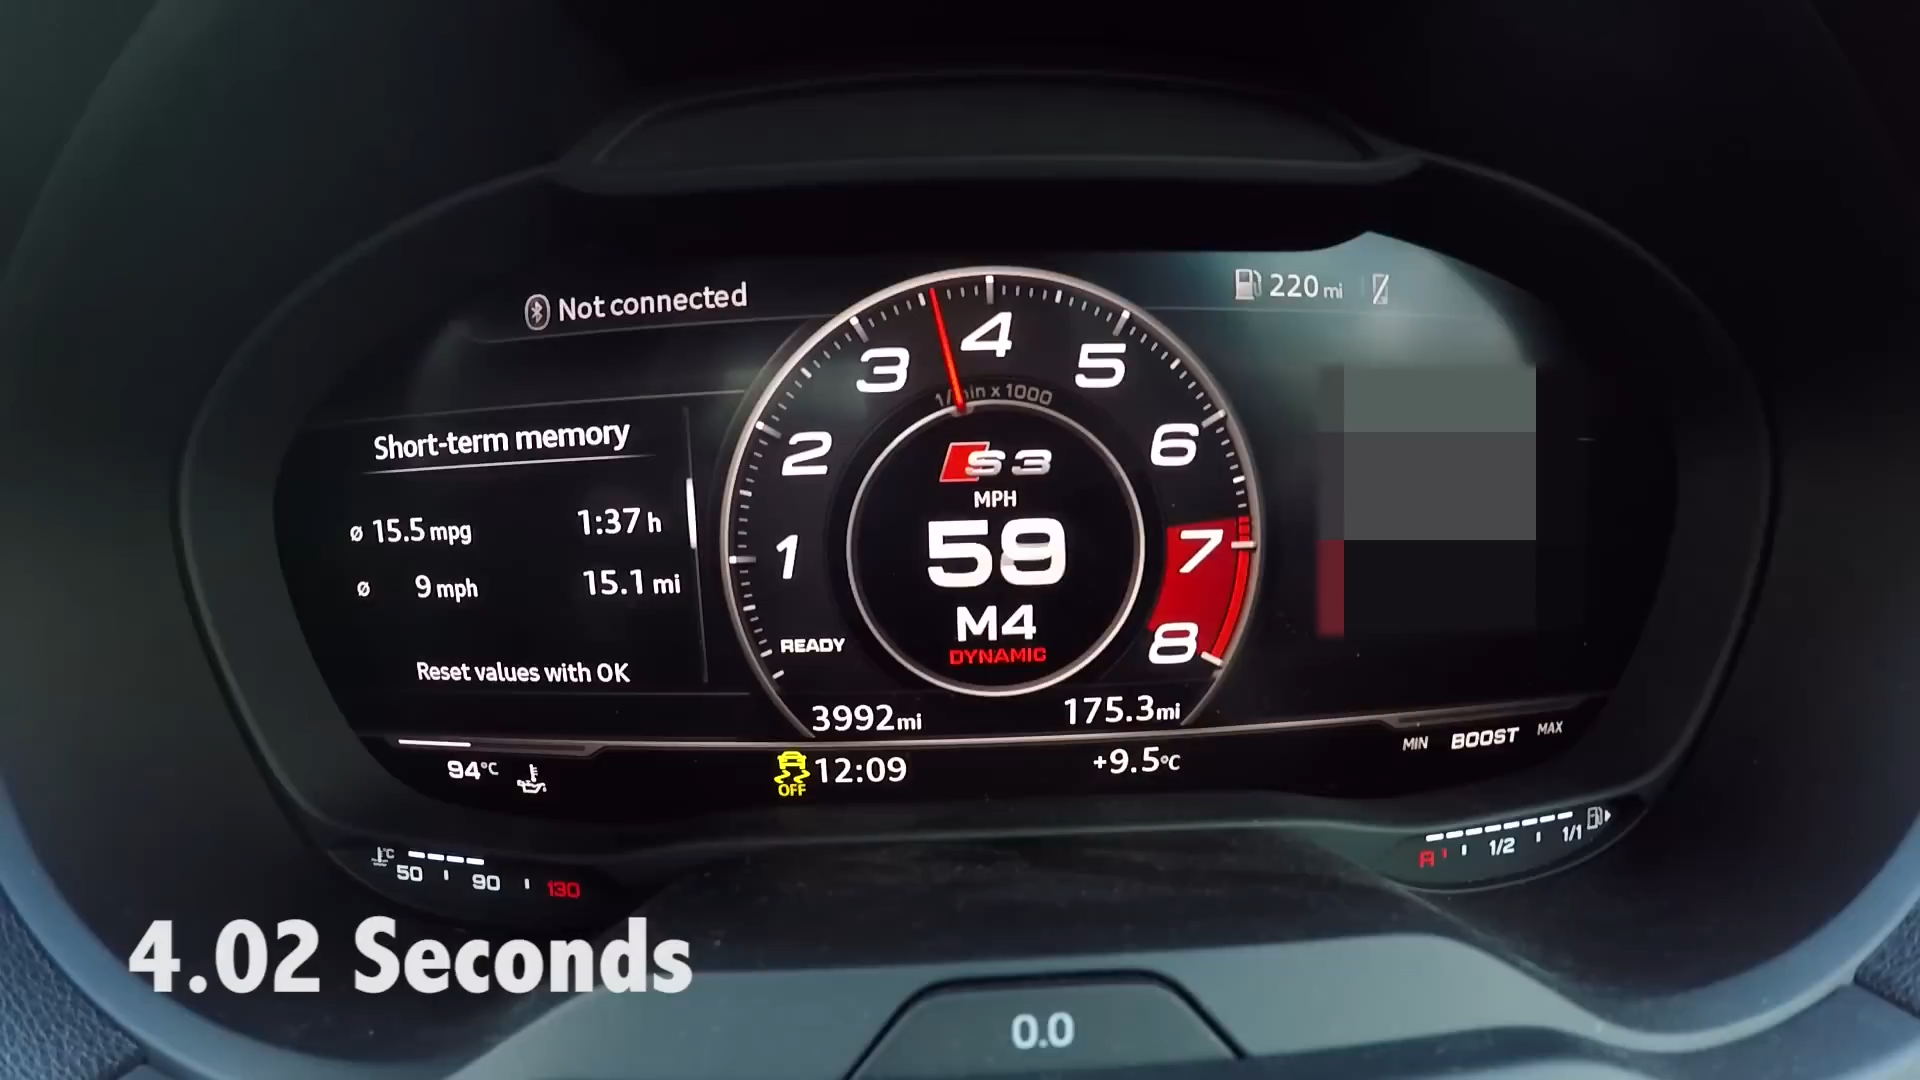 Not connected
220 mi
Short-term memory
ø 15.5 mpg 1:37 h
ø 9 mph 15.1 mi
Reset values with OK
1 2 3 4 5 6 7 8
1/min x 1000
S3
MPH
59
M4
DYNAMIC
READY
3992 mi
175.3 mi
94°C
OFF
12:09
+9.5°C
MIN BOOST MAX
°C
50 90 130
R 1/2 1/1
4.02 Seconds
0.0